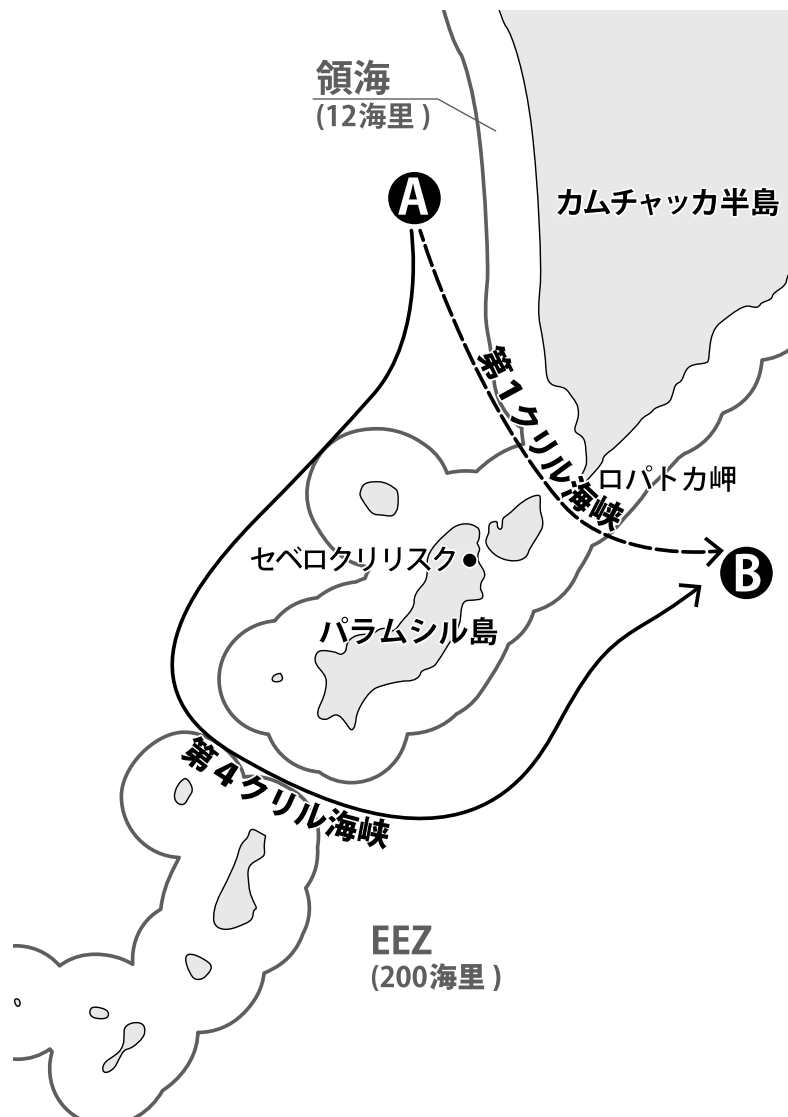 領海
(12海里 )
A
カムチャッカ半島
第1クリル海峡
ロパトカ岬
セベロクリリスク
B
パラムシル島
第4クリル海峡
EEZ
(200海里 )